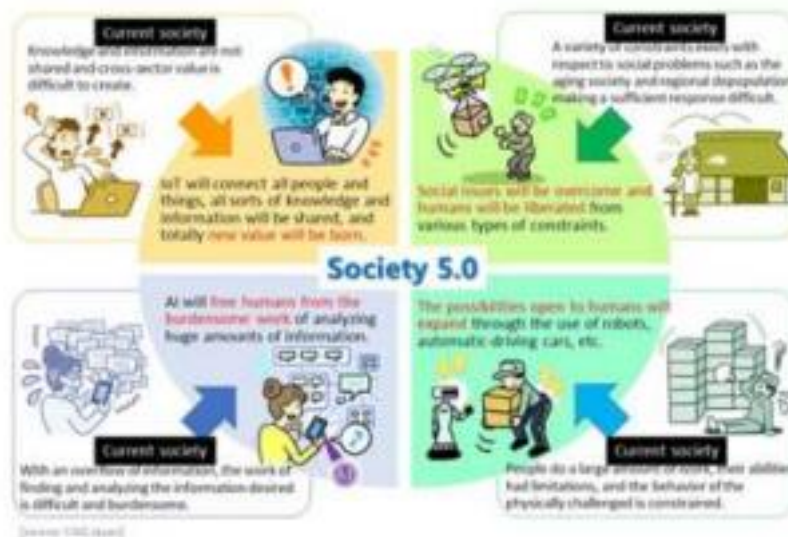 Current society
Knowledge and information are not
shared and cross-sector value is
difficult to create.
IoT will connect all people and
things, all sorts of knowledge and
information will be shared, and
totally new value will be born.
Current society
A variety of constraints exists with
respect to social problems such as the
aging society and regional depopulation,
making a sufficient response difficult.
Social issues will be overcome and
humans will be liberated from
various types of constraints.
Society 5.0
AI will free humans from the
burdensome work of analyzing
huge amounts of information.
Current society
With an overflow of information, the work of
finding and analyzing the information desired
is difficult and burdensome.
The possibilities open to humans will
expand through the use of robots,
automatic driving cars, etc.
Current society
People do a large amount of work, their abilities
had limitations, and the behavior of the
physically challenged is constrained.